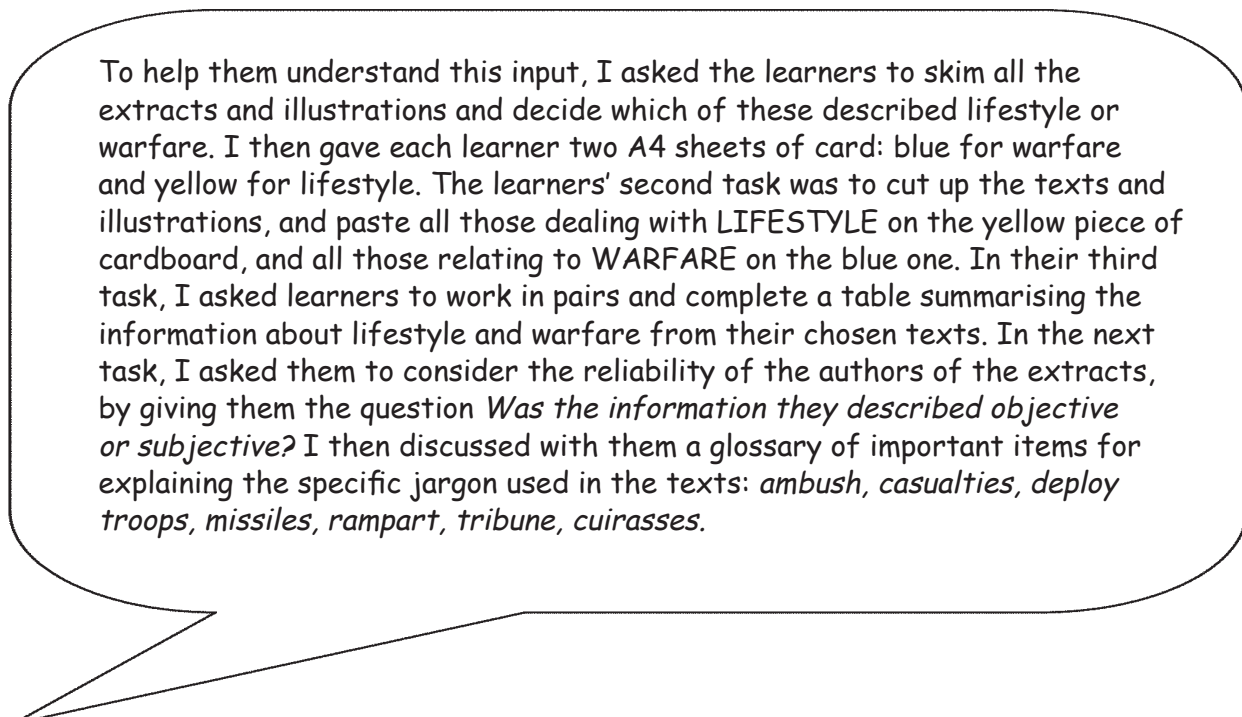 To help them understand this input, I asked the learners to skim all the
extracts and illustrations and decide which of these described lifestyle or
warfare. I then gave each learner two A4 sheets of card: blue for warfare
and yellow for lifestyle. The learners’ second task was to cut up the texts and
illustrations, and paste all those dealing with LIFESTYLE on the yellow piece of
cardboard, and all those relating to WARFARE on the blue one. In their third
task, I asked learners to work in pairs and complete a table summarising the
information about lifestyle and warfare from their chosen texts. In the next
task, I asked them to consider the reliability of the authors of the extracts,
by giving them the question Was the information they described objective
or subjective? I then discussed with them a glossary of important items for
explaining the specific jargon used in the texts: ambush, casualties, deploy
troops, missiles, rampart, tribune, cuirasses.